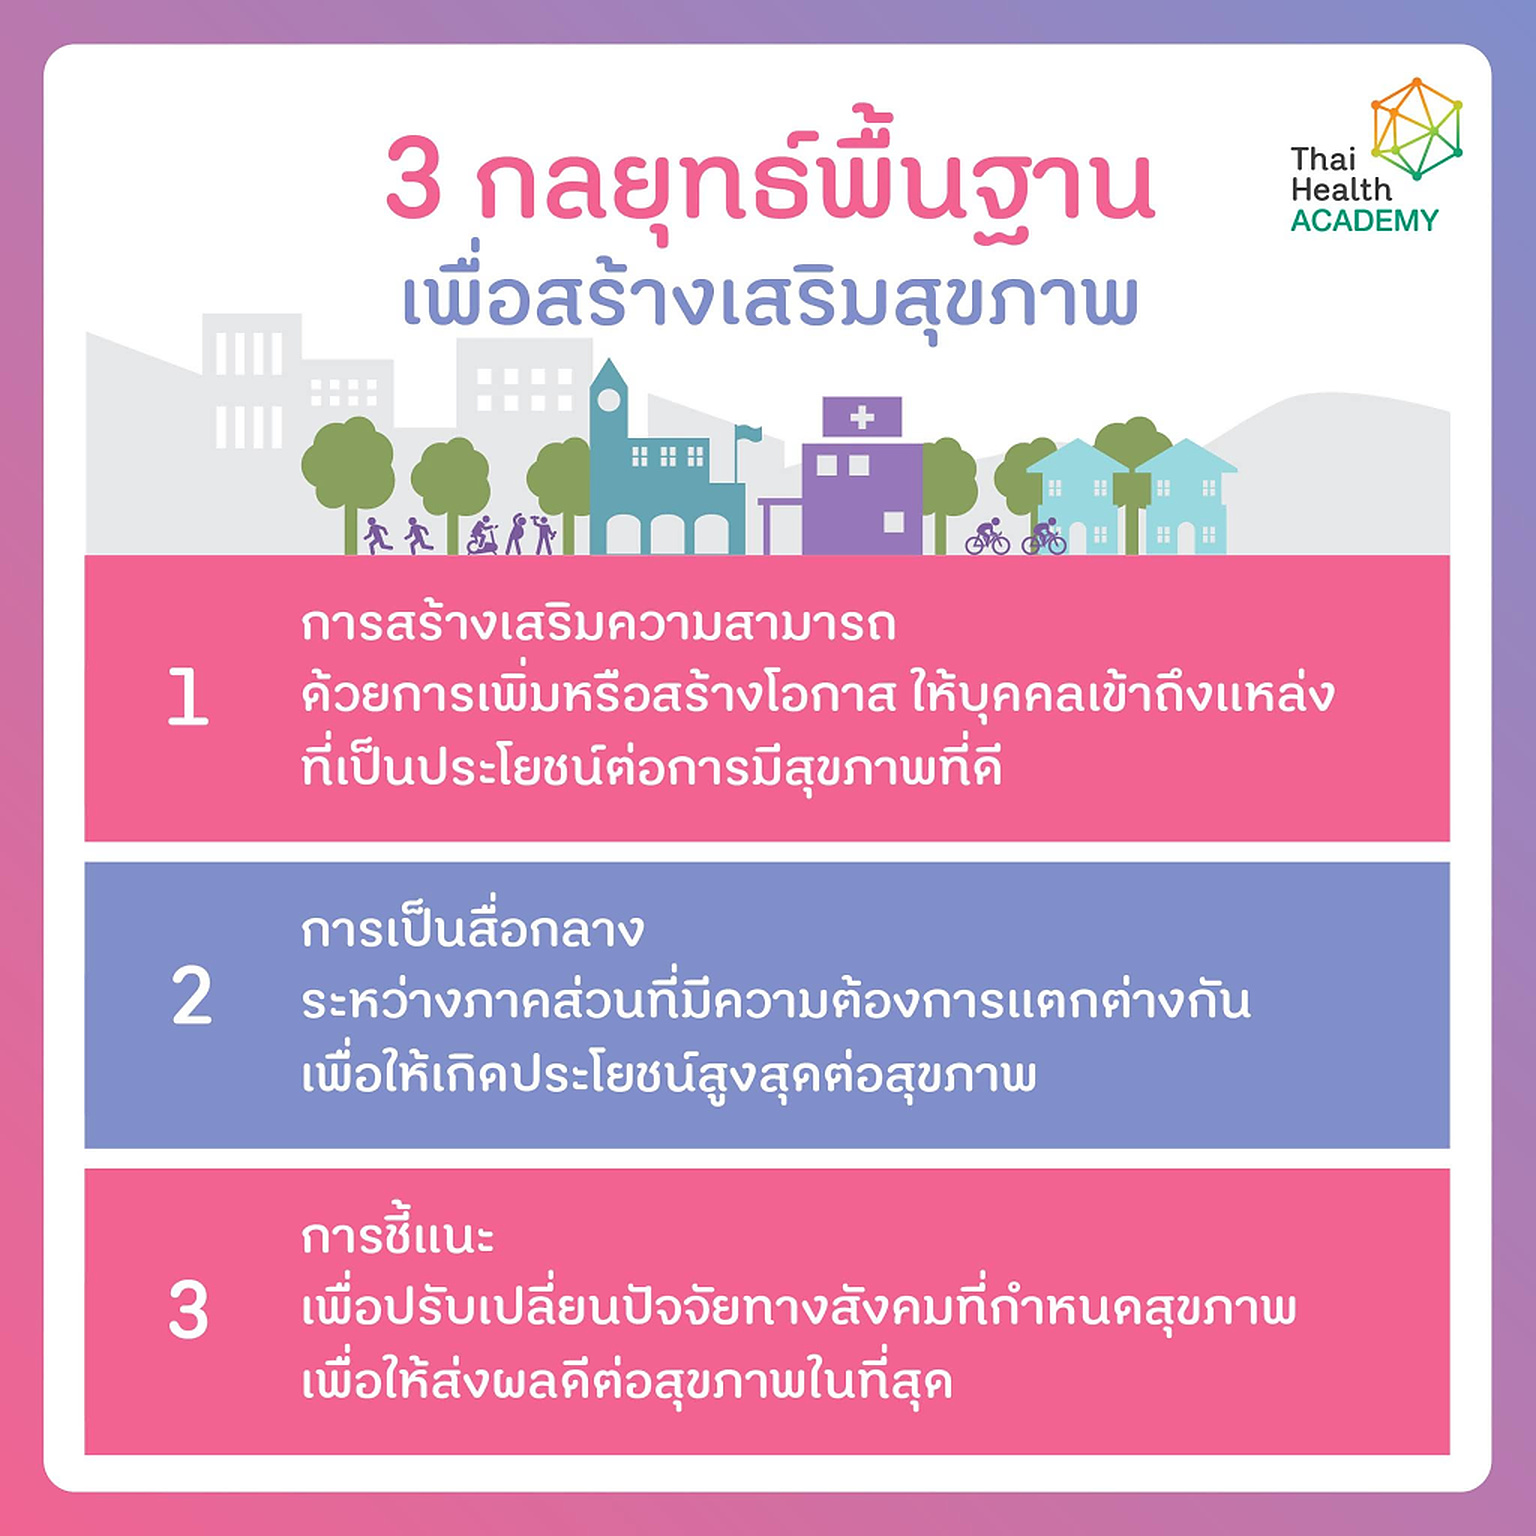 3 กลยุทธ์พื้นฐาน
เพื่อสร้างเสริมสุขภาพ
Thai
Health
ACADEMY
1
การสร้างเสริมความสามารถ
ด้วยการเพิ่มหรือสร้างโอกาส ให้บุคคลเข้าถึงแหล่ง
ที่เป็นประโยชน์ต่อการมีสุขภาพที่ดี
2
การเป็นสื่อกลาง
ระหว่างภาคส่วนที่มีความต้องการแตกต่างกัน
เพื่อให้เกิดประโยชน์สูงสุดต่อสุขภาพ
3
การชี้แนะ
เพื่อปรับเปลี่ยนปัจจัยทางสังคมที่กำหนดสุขภาพ
เพื่อให้ส่งผลดีต่อสุขภาพในที่สุด